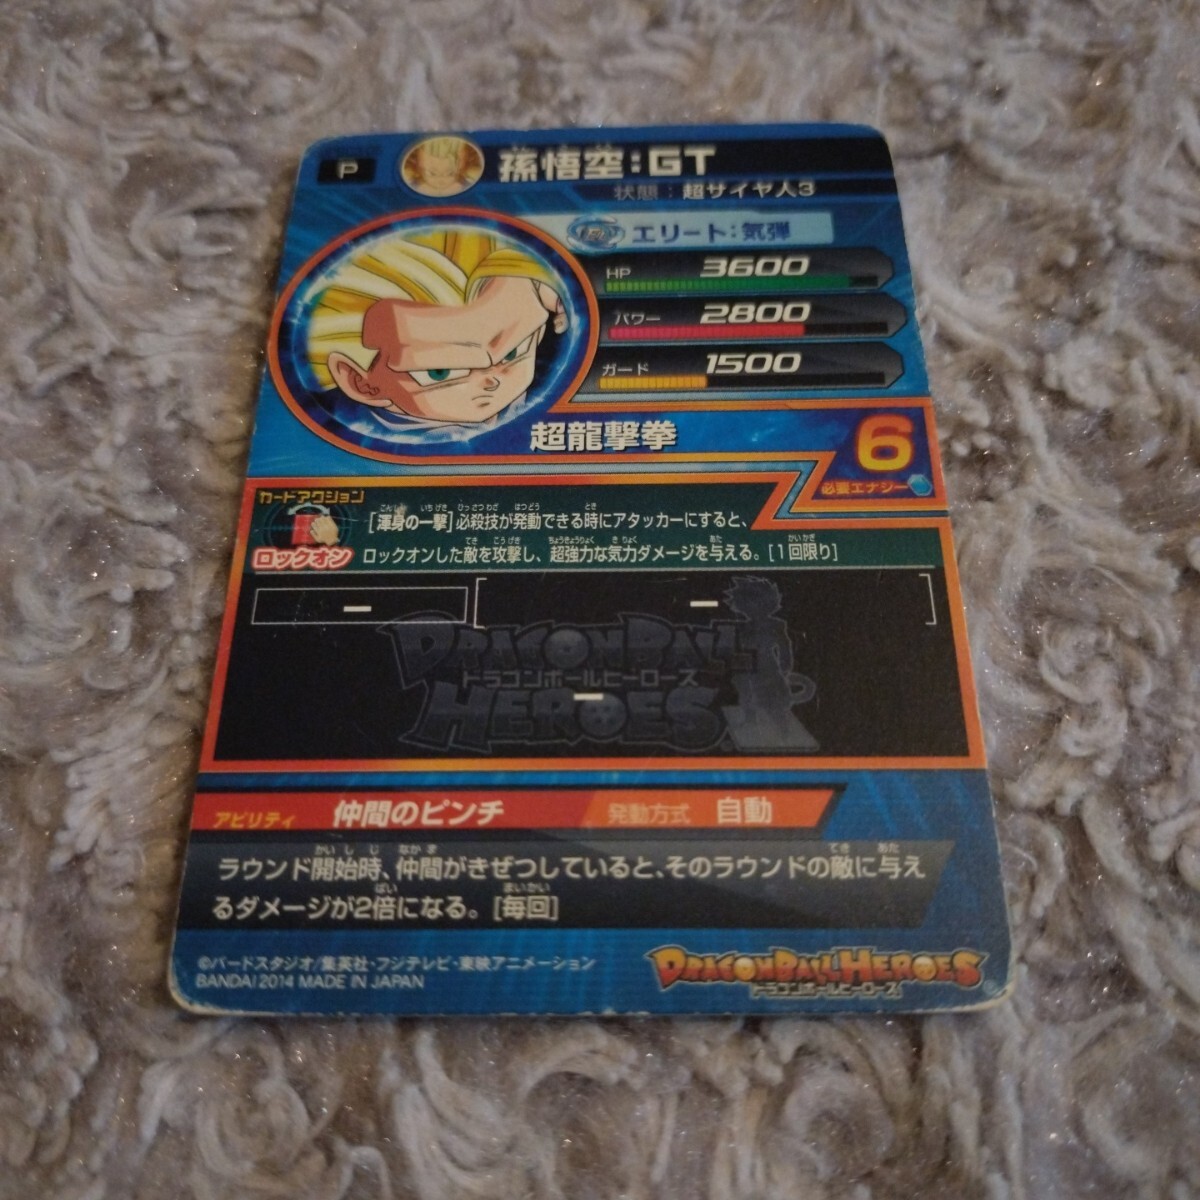 P
孫悟空:GT
状態:超サイヤ人3
エリート:気弾
HP 3600
パワー 2800
ガード 1500
超龍撃拳
6
必要エナジー
カードアクション
ロックオン
[渾身の一撃]必殺技が発動できる時にアタッカーにすると、
ロックオンした敵を攻撃し、超強力な気力ダメージを与える。[1回限り]
DRAGON BALL
ドラゴンボールヒーローズ
HEROES
アビリティ 仲間のピンチ 発動方式 自動
ラウンド開始時、仲間がきぜつしていると、そのラウンドの敵に与え
るダメージが2倍になる。[毎回]
©バードスタジオ/集英社・フジテレビ・東映アニメーション
BANDAI 2014 MADE IN JAPAN
DRAGONBALL HEROES
ドラゴンボールヒーローズ